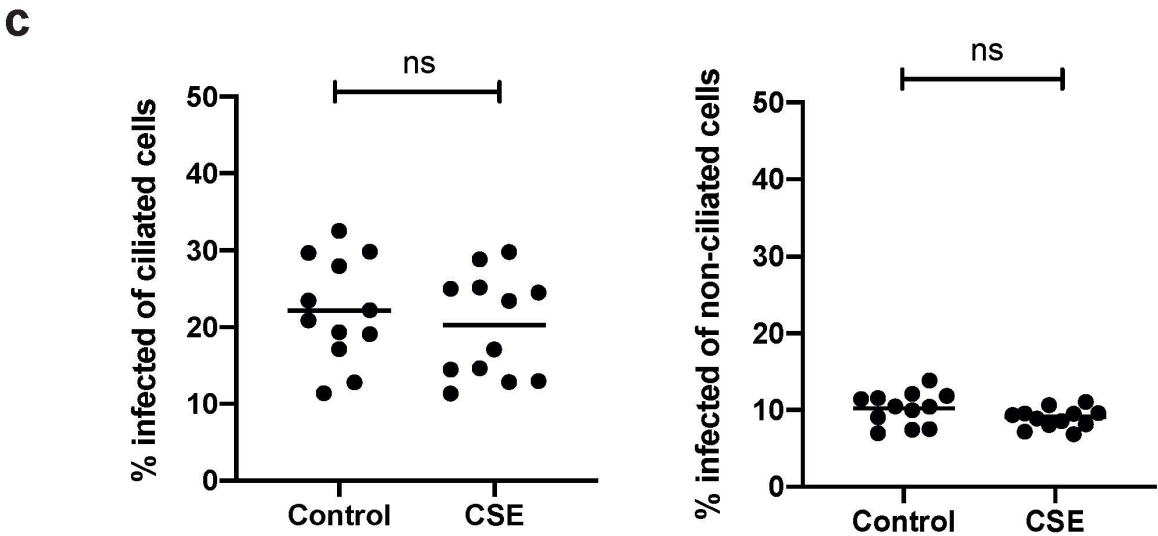 c
ns
% infected of ciliated cells
50
40
30
20
10
0
Control CSE
ns
% infected of non-ciliated cells
50
40
30
20
10
0
Control CSE